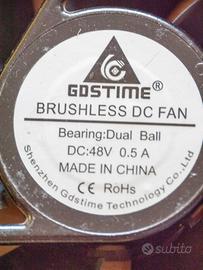 GDSTIME®
BRUSHLESS DC FAN
Bearing:Dual Ball
DC:48V 0.5 A
MADE IN CHINA
CE RoHs
Shenzhen Gdstime Technology Co., Ltd
subito